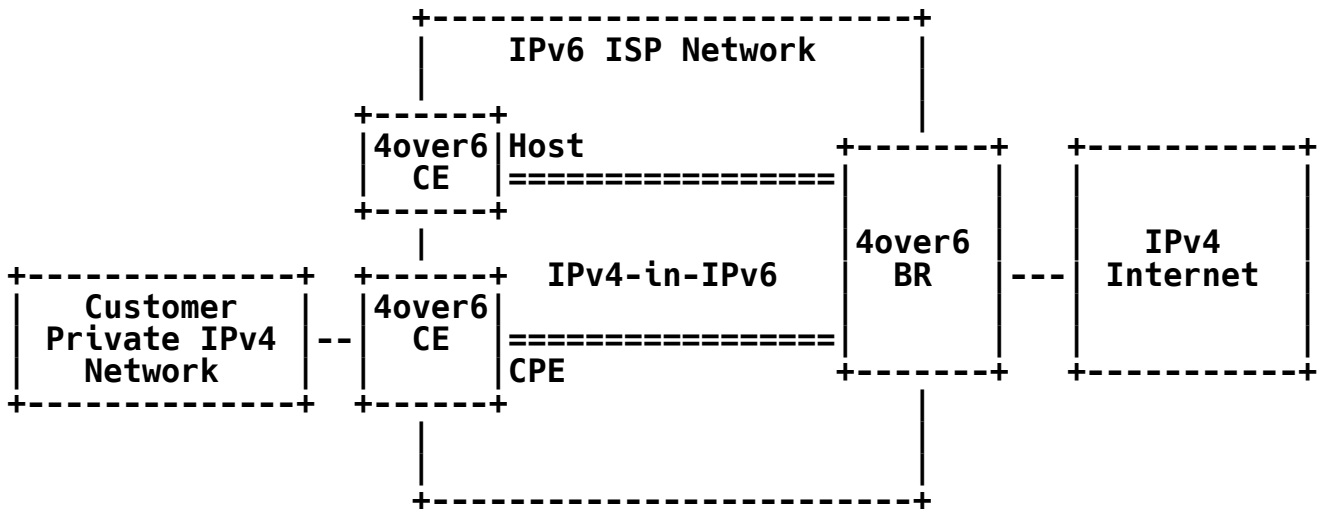 IPv6 ISP Network
4over6
CE
Host
4over6
BR
IPv4
Internet
IPv4-in-IPv6
Customer
Private IPv4
Network
4over6
CE
CPE